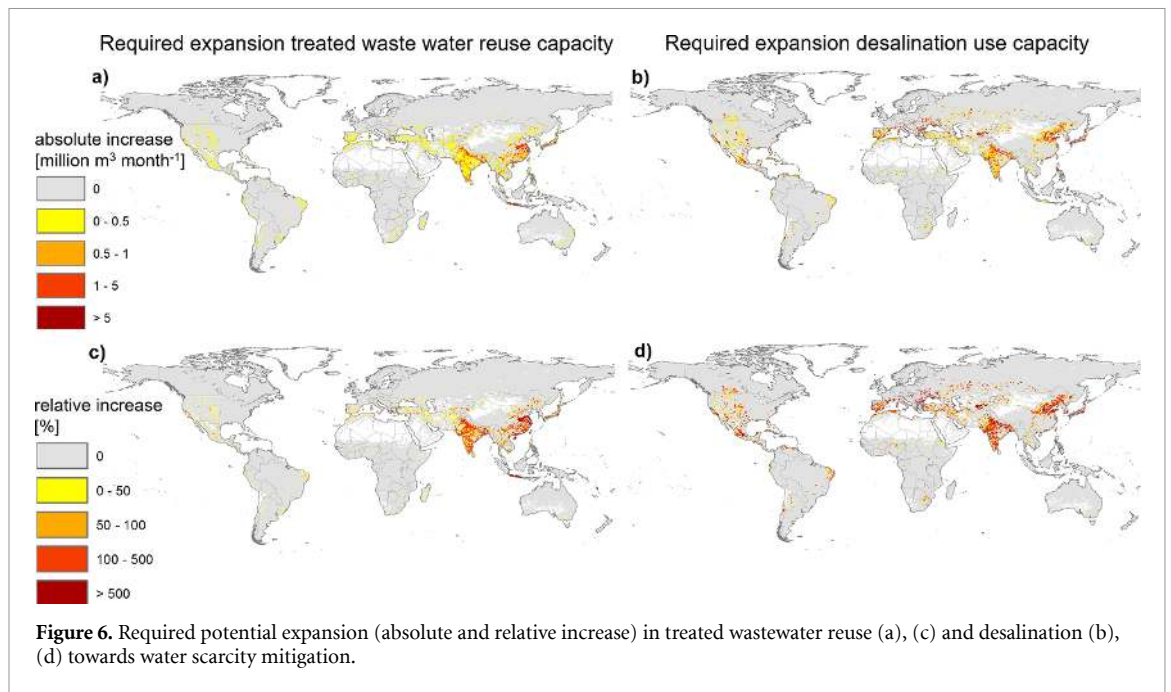 Required expansion treated waste water reuse capacity
Required expansion desalination use capacity
a)
b)
absolute increase
[million m³ month⁻¹]
0
0 - 0.5
0.5 - 1
1 - 5
> 5
c)
d)
relative increase
[%]
0
0 - 50
50 - 100
100 - 500
> 500
Figure 6. Required potential expansion (absolute and relative increase) in treated wastewater reuse (a), (c) and desalination (b),
(d) towards water scarcity mitigation.